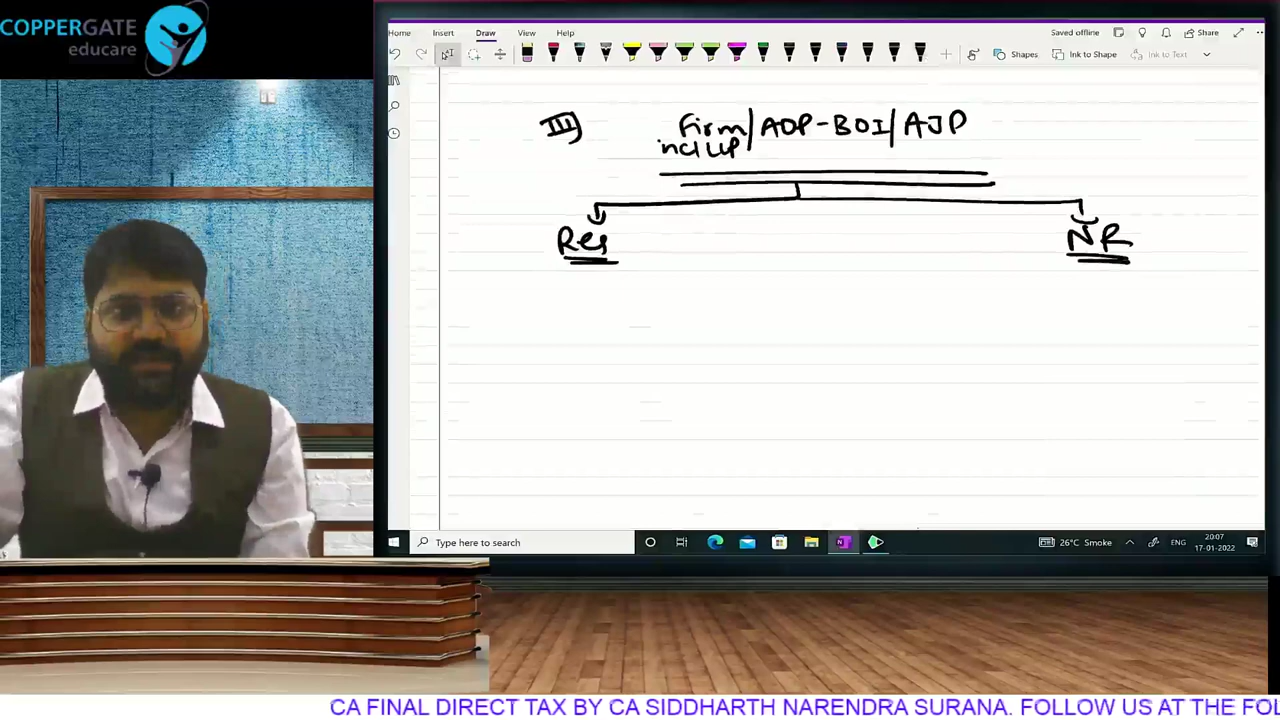 COPPERGATE
educare
Home Insert Draw View Help
Saved offline
Share
Shapes
Ink to Shape
Ink to Text
III
Firm/AOP-BOI/AJP
incl LLP
Res
NR
Type here to search
26°C Smoke
ENG
20:07
17-01-2022
CA FINAL DIRECT TAX BY CA SIDDHARTH NARENDRA SURANA. FOLLOW US AT THE FOL